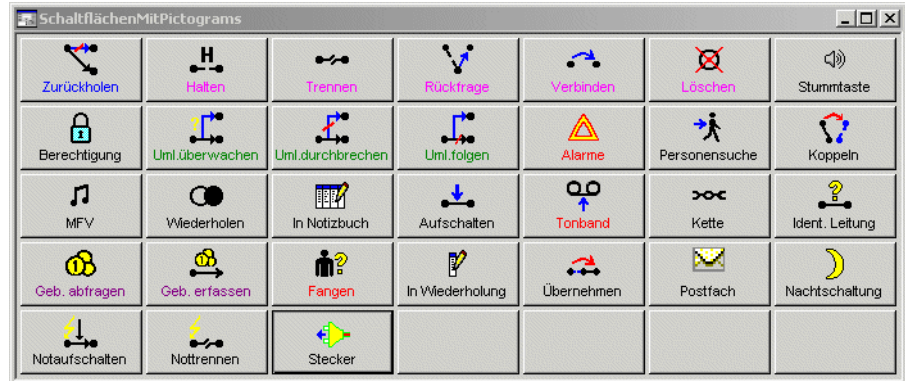 SchaltflächenMitPictograms
Zurückholen
H
Halten
Trennen
Rückfrage
Verbinden
Löschen
Stummtaste
Berechtigung
?
Uml.überwachen
Uml.durchbrechen
Uml.folgen
Alarme
Personensuche
?
Koppeln
MFV
Wiederholen
In Notizbuch
Aufschalten
Tonband
Kette
?
Ident. Leitung
1
Geb. abfragen
1
Geb. erfassen
?
Fangen
In Wiederholung
Übernehmen
Postfach
Nachtschaltung
Notaufschalten
Nottrennen
Stecker